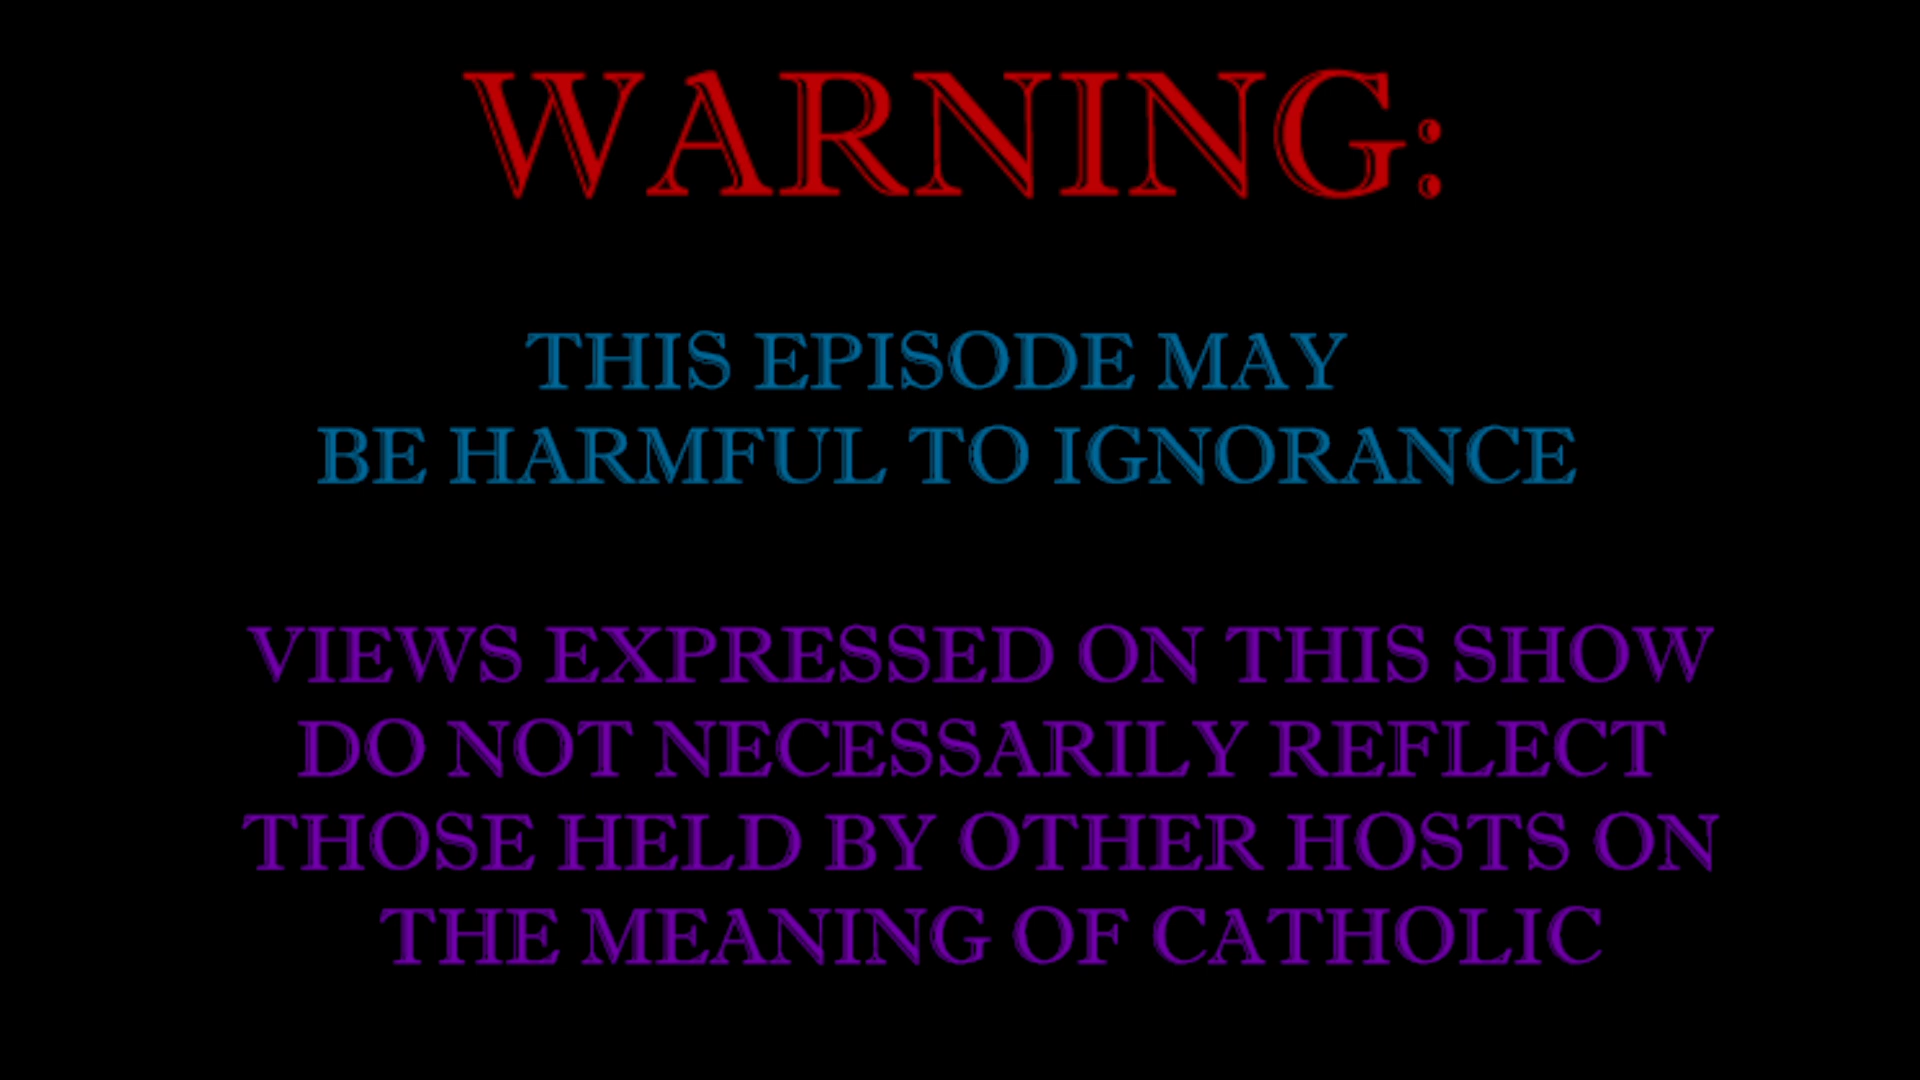 WARNING:
THIS EPISODE MAY
BE HARMFUL TO IGNORANCE
VIEWS EXPRESSED ON THIS SHOW
DO NOT NECESSARILY REFLECT
THOSE HELD BY OTHER HOSTS ON
THE MEANING OF CATHOLIC